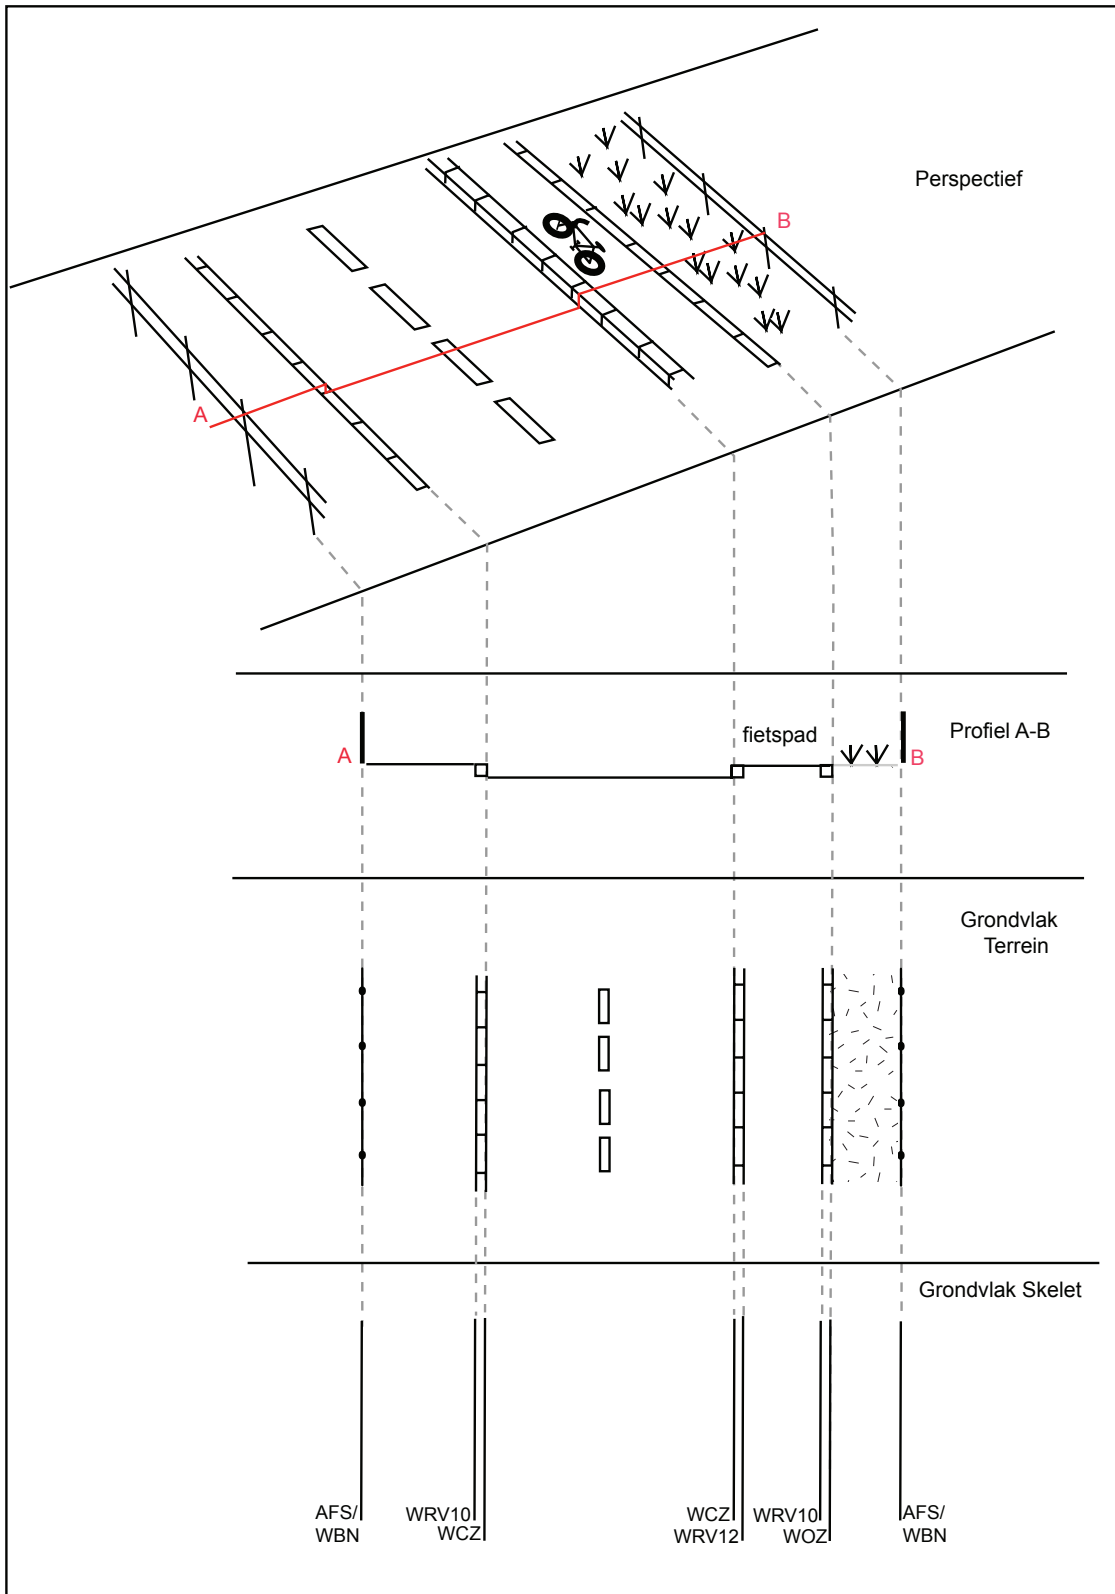 Perspectief
B
A
fietspad
Profiel A-B
A
B
Grondvlak
Terrein
Grondvlak Skelet
AFS/
WBN
WRV10
WCZ
WCZ
WRV12
WRV10
WOZ
AFS/
WBN